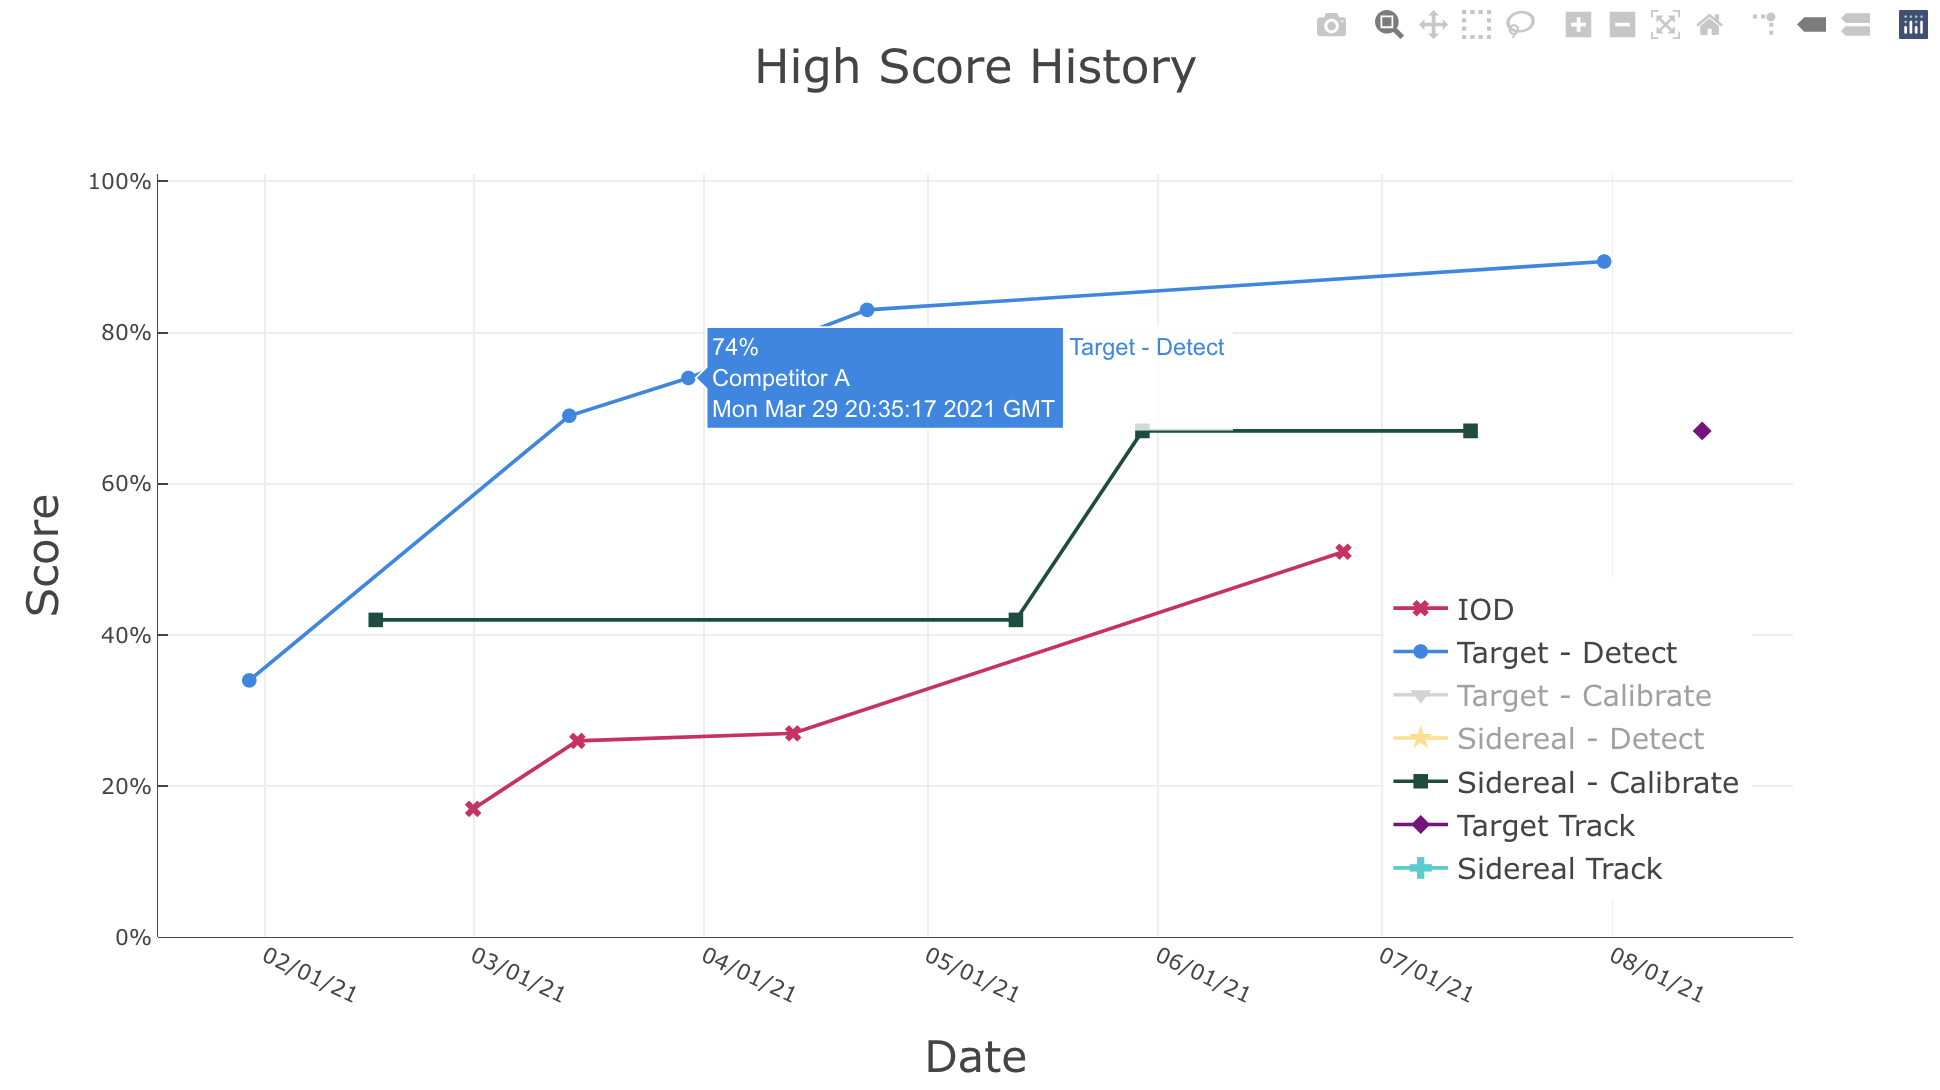 High Score History
100%
80%
60%
40%
20%
0%
Score
74%
Competitor A
Mon Mar 29 20:35:17 2021 GMT
Target - Detect
IOD
Target - Detect
Target - Calibrate
Sidereal - Detect
Sidereal - Calibrate
Target Track
Sidereal Track
02/01/21
03/01/21
04/01/21
05/01/21
06/01/21
07/01/21
08/01/21
Date